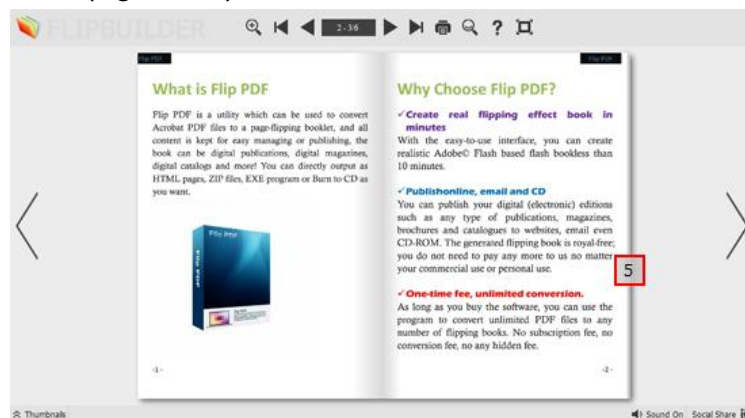 FLIPBUILDER
2-3/6
Flip PDF
Flip PDF
What is Flip PDF
Flip PDF is a utility which can be used to convert
Acrobat PDF files to a page-flipping booklet, and all
content is kept for easy managing or publishing, the
book can be digital publications, digital magazines,
digital catalogs and more! You can directly output as
HTML pages, ZIP files, EXE program or Burn to CD as
you want.
Flip PDF
Flip PDF
-1-
Why Choose Flip PDF?
✓Create real flipping effect book in
minutes
With the easy-to-use interface, you can create
realistic Adobe© Flash based flash bookless than
10 minutes.
✓Publishonline, email and CD
You can publish your digital (electronic) editions
such as any type of publications, magazines,
brochures and catalogues to websites, email even
CD-ROM. The generated flipping book is royal-free;
you do not need to pay any more to us no matter
your commercial use or personal use.
5
✓One-time fee, unlimited conversion.
As long as you buy the software, you can use the
program to convert unlimited PDF files to any
number of flipping books. No subscription fee, no
conversion fee, no any hidden fee.
-2-
Thumbnails
Sound On Social Share